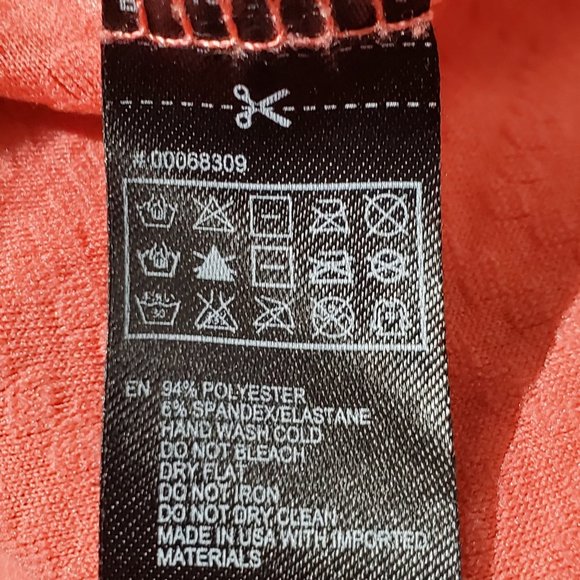 # 00068309
30
EN 94% POLYESTER
6% SPANDEX/ELASTANE
HAND WASH COLD
DO NOT BLEACH
DRY FLAT
DO NOT IRON
DO NOT DRY CLEAN
MADE IN USA WITH IMPORTED
MATERIALS